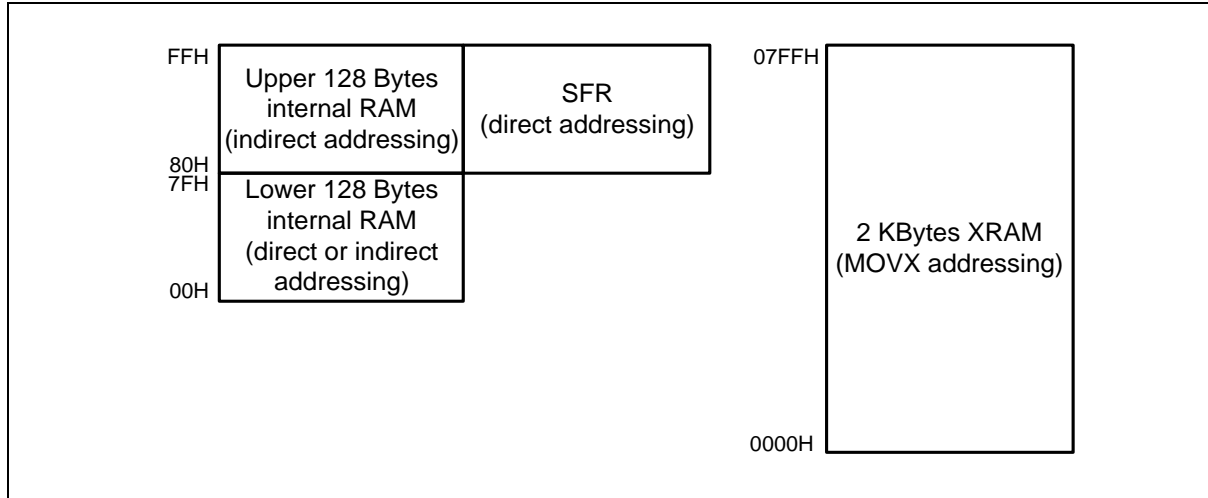 FFH
Upper 128 Bytes
internal RAM
(indirect addressing)
SFR
(direct addressing)
80H
7FH
Lower 128 Bytes
internal RAM
(direct or indirect
addressing)
00H
07FFH
2 KBytes XRAM
(MOVX addressing)
0000H